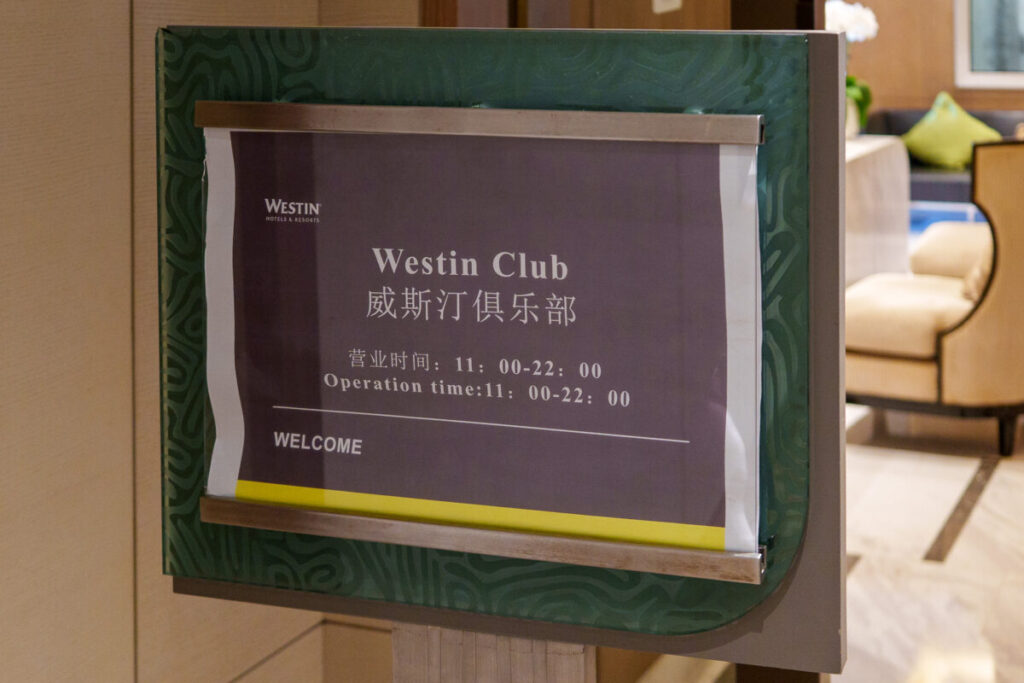 WESTIN
HOTELS & RESORTS
Westin Club
威斯汀俱乐部
营业时间：11：00-22：00
Operation time:11：00-22：00
WELCOME